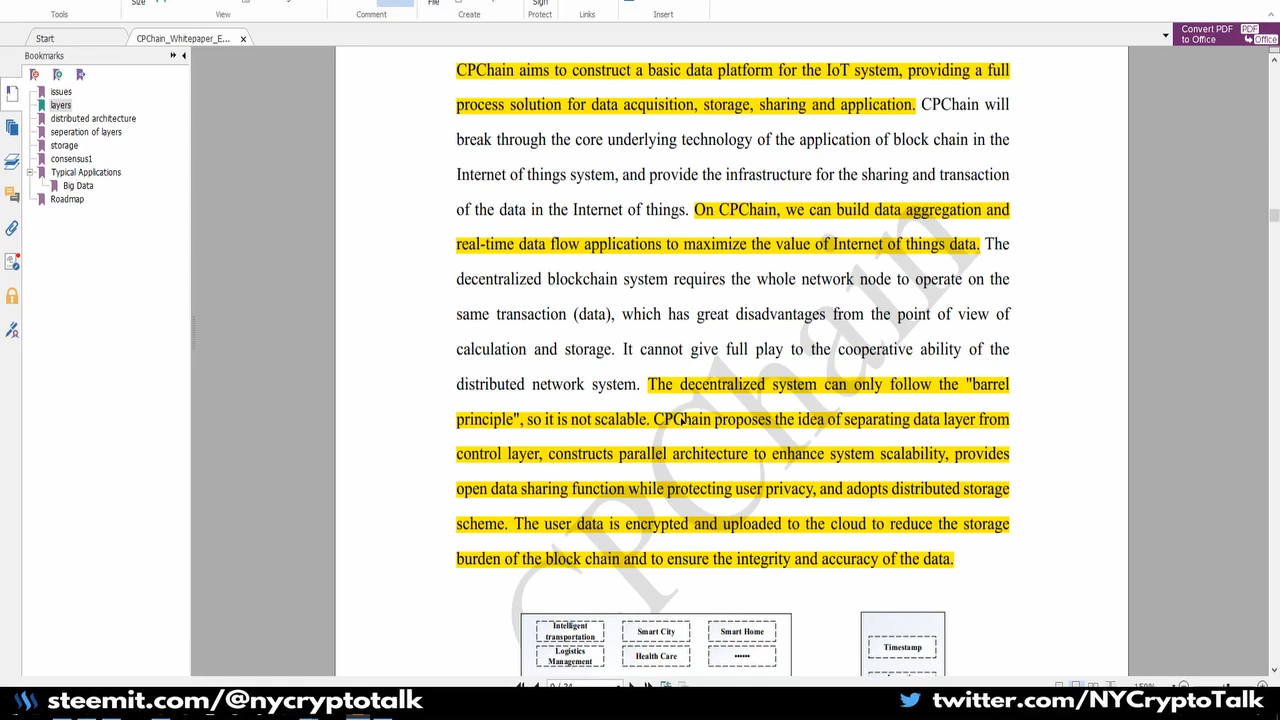 Size
File
Sign
Tools
View
Comment
Create
Protect
Links
Insert
Start
CPChain_Whitepaper_E...
Convert PDF
to Office
PDF
Office
Bookmarks
issues
layers
distributed architecture
seperation of layers
storage
consensus1
Typical Applications
Big Data
Roadmap
CPChain aims to construct a basic data platform for the IoT system, providing a full
process solution for data acquisition, storage, sharing and application. CPChain will
break through the core underlying technology of the application of block chain in the
Internet of things system, and provide the infrastructure for the sharing and transaction
of the data in the Internet of things. On CPChain, we can build data aggregation and
real-time data flow applications to maximize the value of Internet of things data. The
decentralized blockchain system requires the whole network node to operate on the
same transaction (data), which has great disadvantages from the point of view of
calculation and storage. It cannot give full play to the cooperative ability of the
distributed network system. The decentralized system can only follow the "barrel
principle", so it is not scalable. CPChain proposes the idea of separating data layer from
control layer, constructs parallel architecture to enhance system scalability, provides
open data sharing function while protecting user privacy, and adopts distributed storage
scheme. The user data is encrypted and uploaded to the cloud to reduce the storage
burden of the block chain and to ensure the integrity and accuracy of the data.
CPChain
Intelligent
transportation
Smart City
Smart Home
Timestamp
Logistics
Management
Health Care
......
steemit.com/@nycryptotalk
twitter.com/NYCryptoTalk